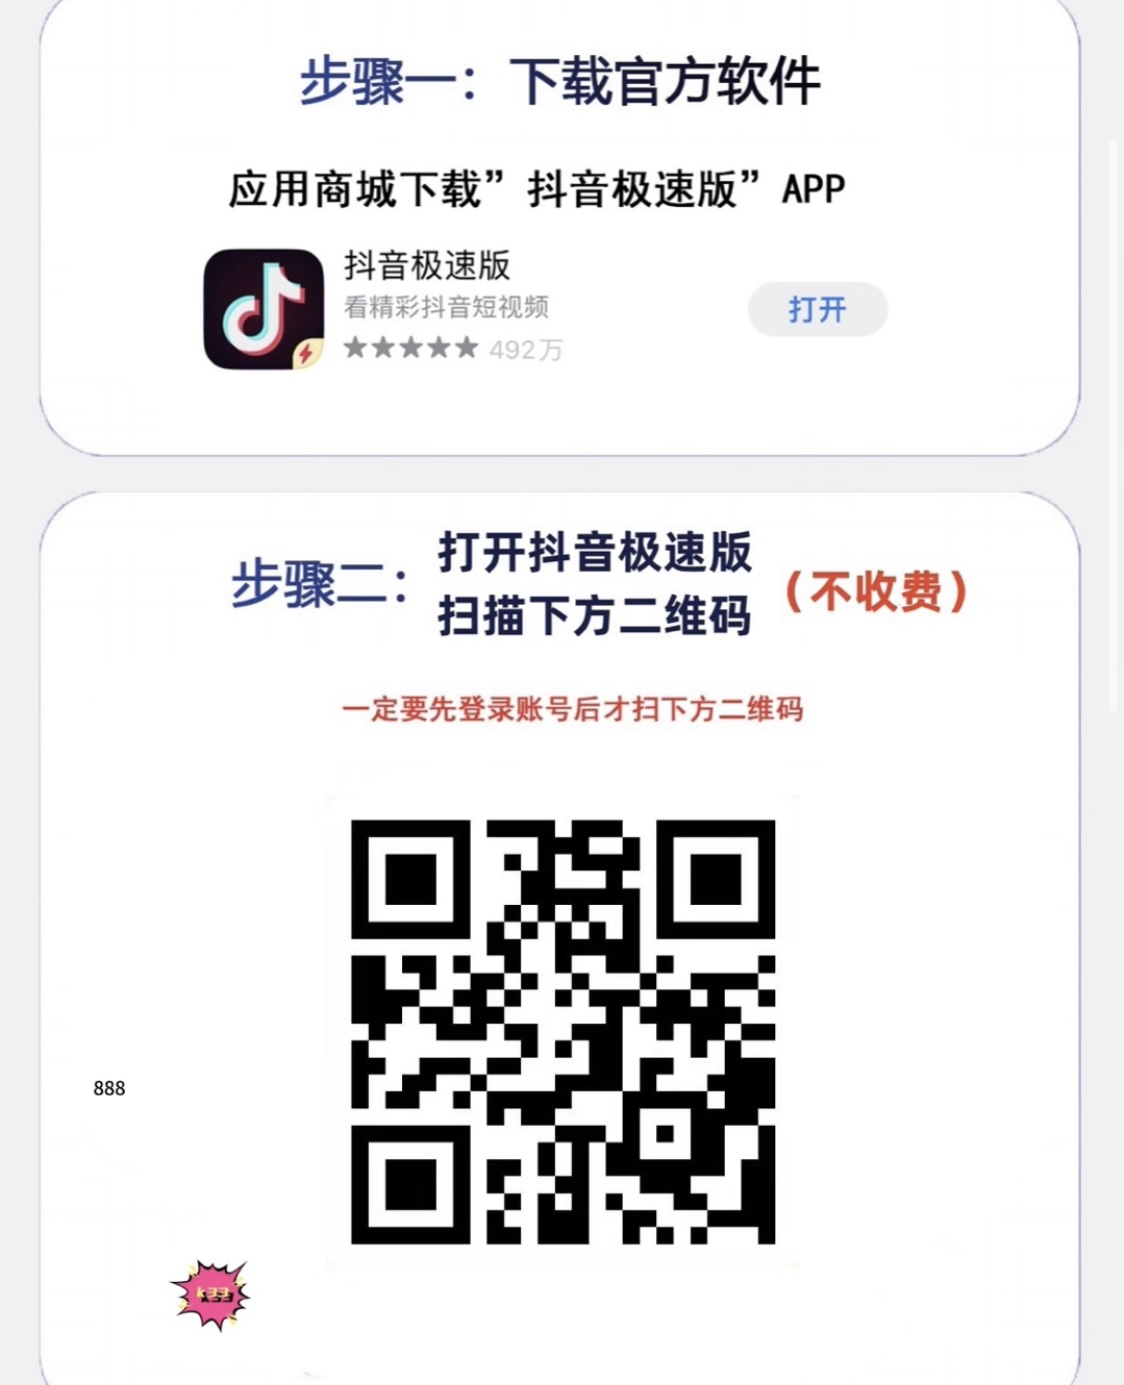 步骤一：下载官方软件
应用商城下载”抖音极速版”APP
抖音极速版
看精彩抖音短视频
492万
打开
步骤二：
打开抖音极速版
扫描下方二维码
（不收费）
一定要先登录账号后才扫下方二维码
888
k33